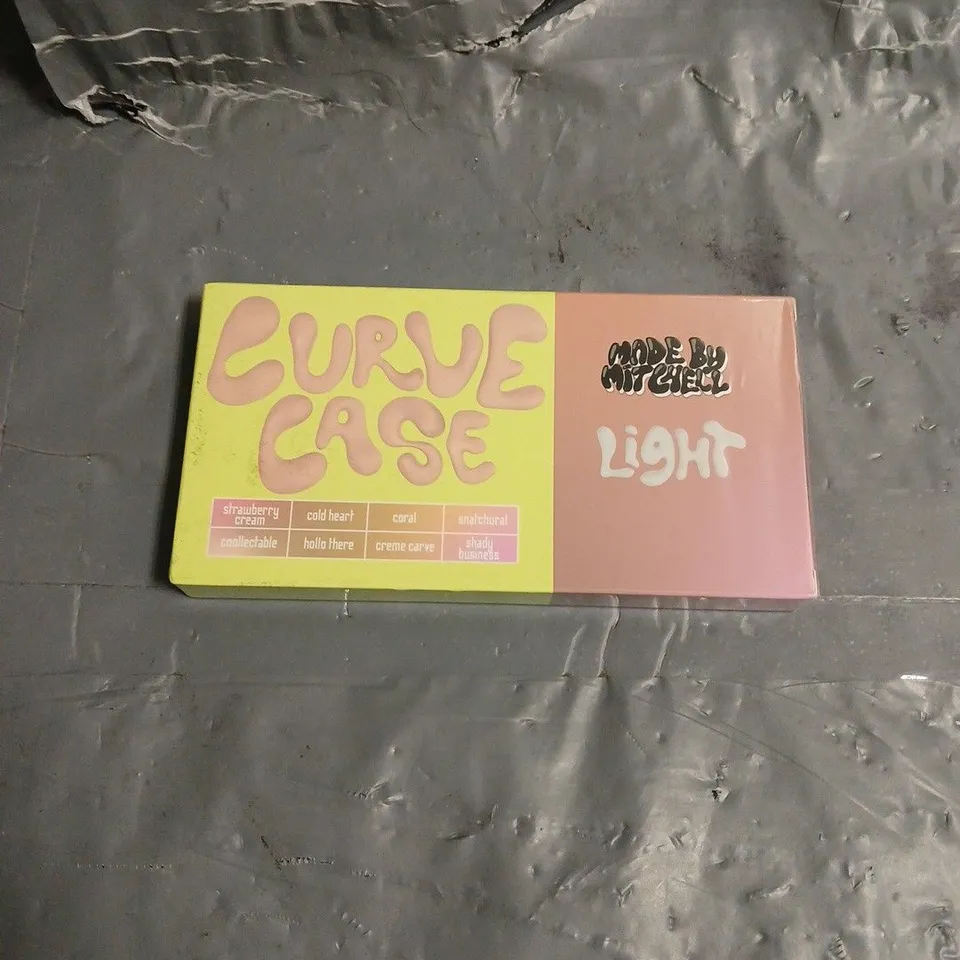 CURVE
CASE
strawberry
cream
cold heart
coral
snatchural
coollectable
hollo there
creme carve
shady
business
MADE BY
MITCHELL
LIGHT